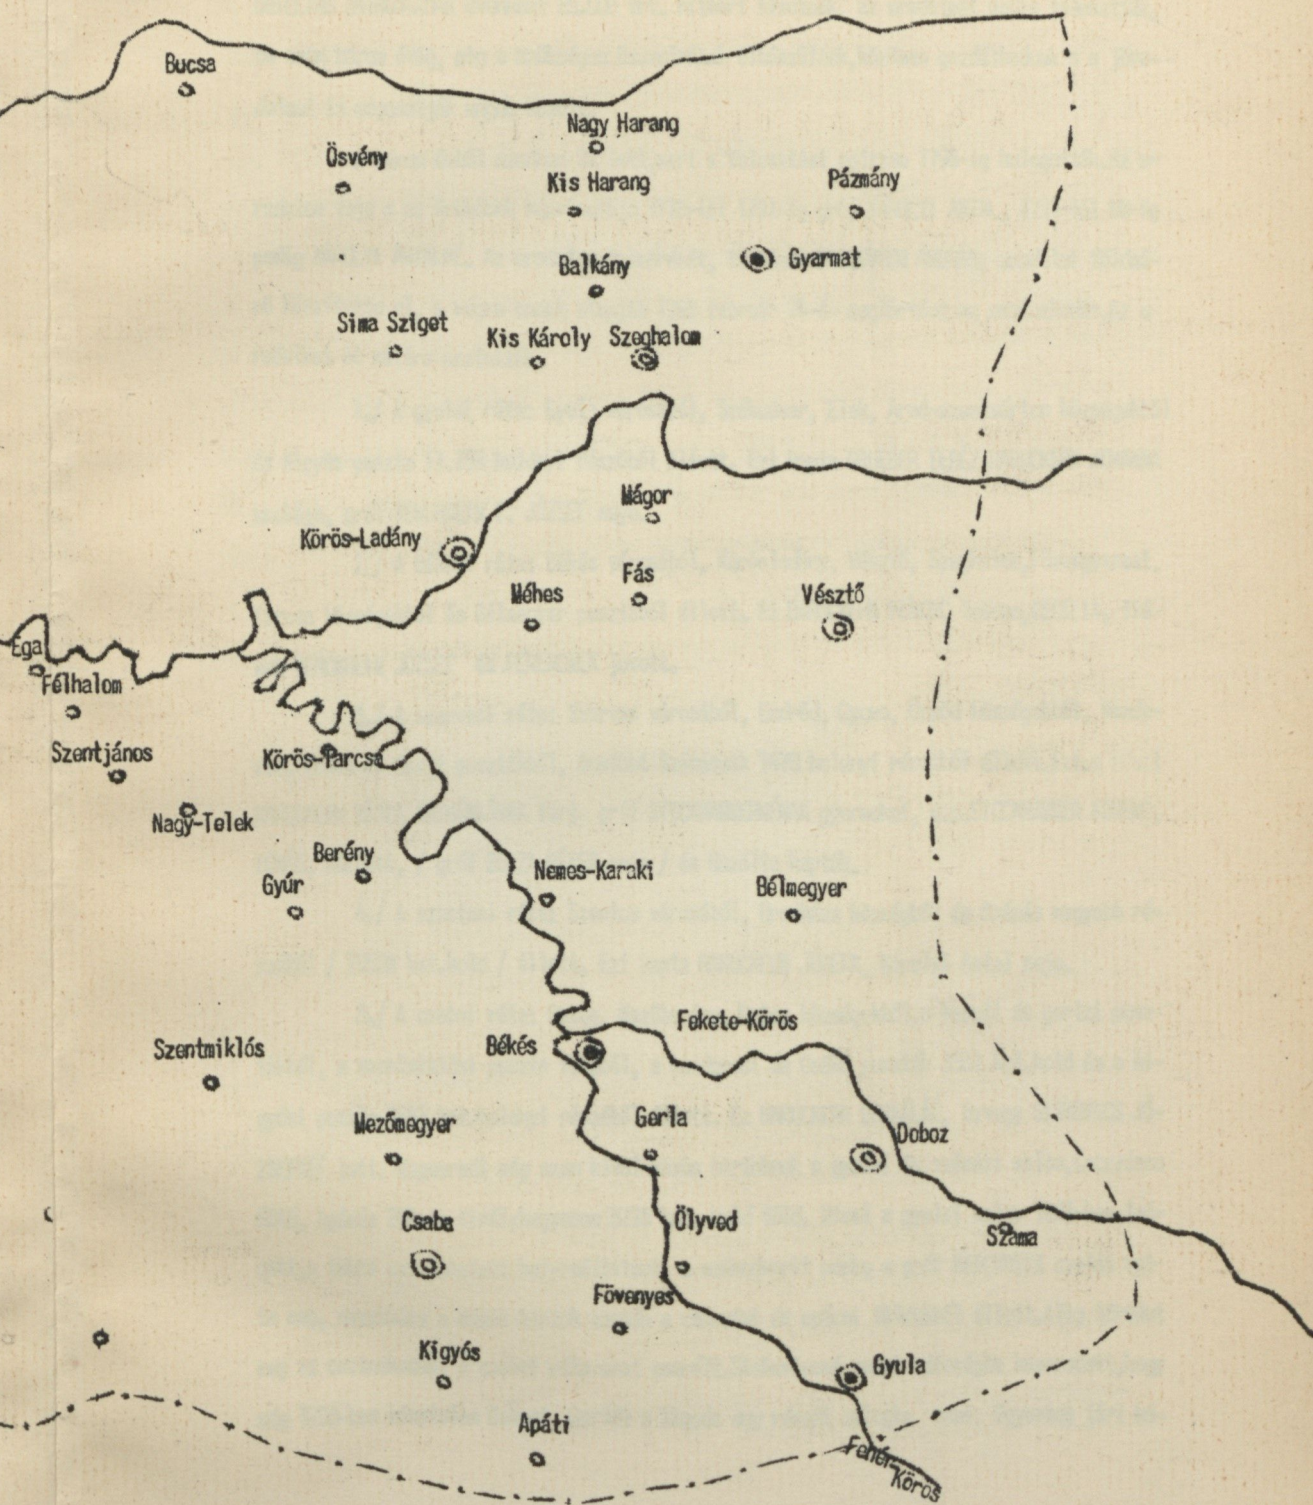 Bucsa
Nagy Harang
Ösvény
Kis Harang
Pázmány
Gyarmat
Balkány
Sima Sziget
Kis Károly
Szeghalom
Mágor
Körös-Ladány
Fás
Méhes
Vésztő
Ega
Félhalom
Szentjános
Körös-Tarcsa
Nagy-Telek
Berény
Gyúr
Nemes-Karaki
Bélmegyer
Fekete-Körös
Békés
Szentmiklós
Mezőmegyer
Gerla
Doboz
Csaba
Ölyved
Száma
Fövenyes
Kigyós
Gyula
Apáti
Fehér-
Körös